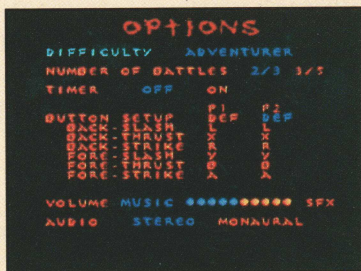 OPTIONS
DIFFICULTY ADVENTURER
NUMBER OF BATTLES 2/3 3/5
TIMER OFF ON
P1 P2
BUTTON SETUP DEF DEF
BACK-SLASH L L
BACK-THRUST X X
BACK-STRIKE R R
FORE-SLASH Y Y
FORE-THRUST B B
FORE-STRIKE A A
VOLUME MUSIC SFX
AUDIO STEREO MONAURAL